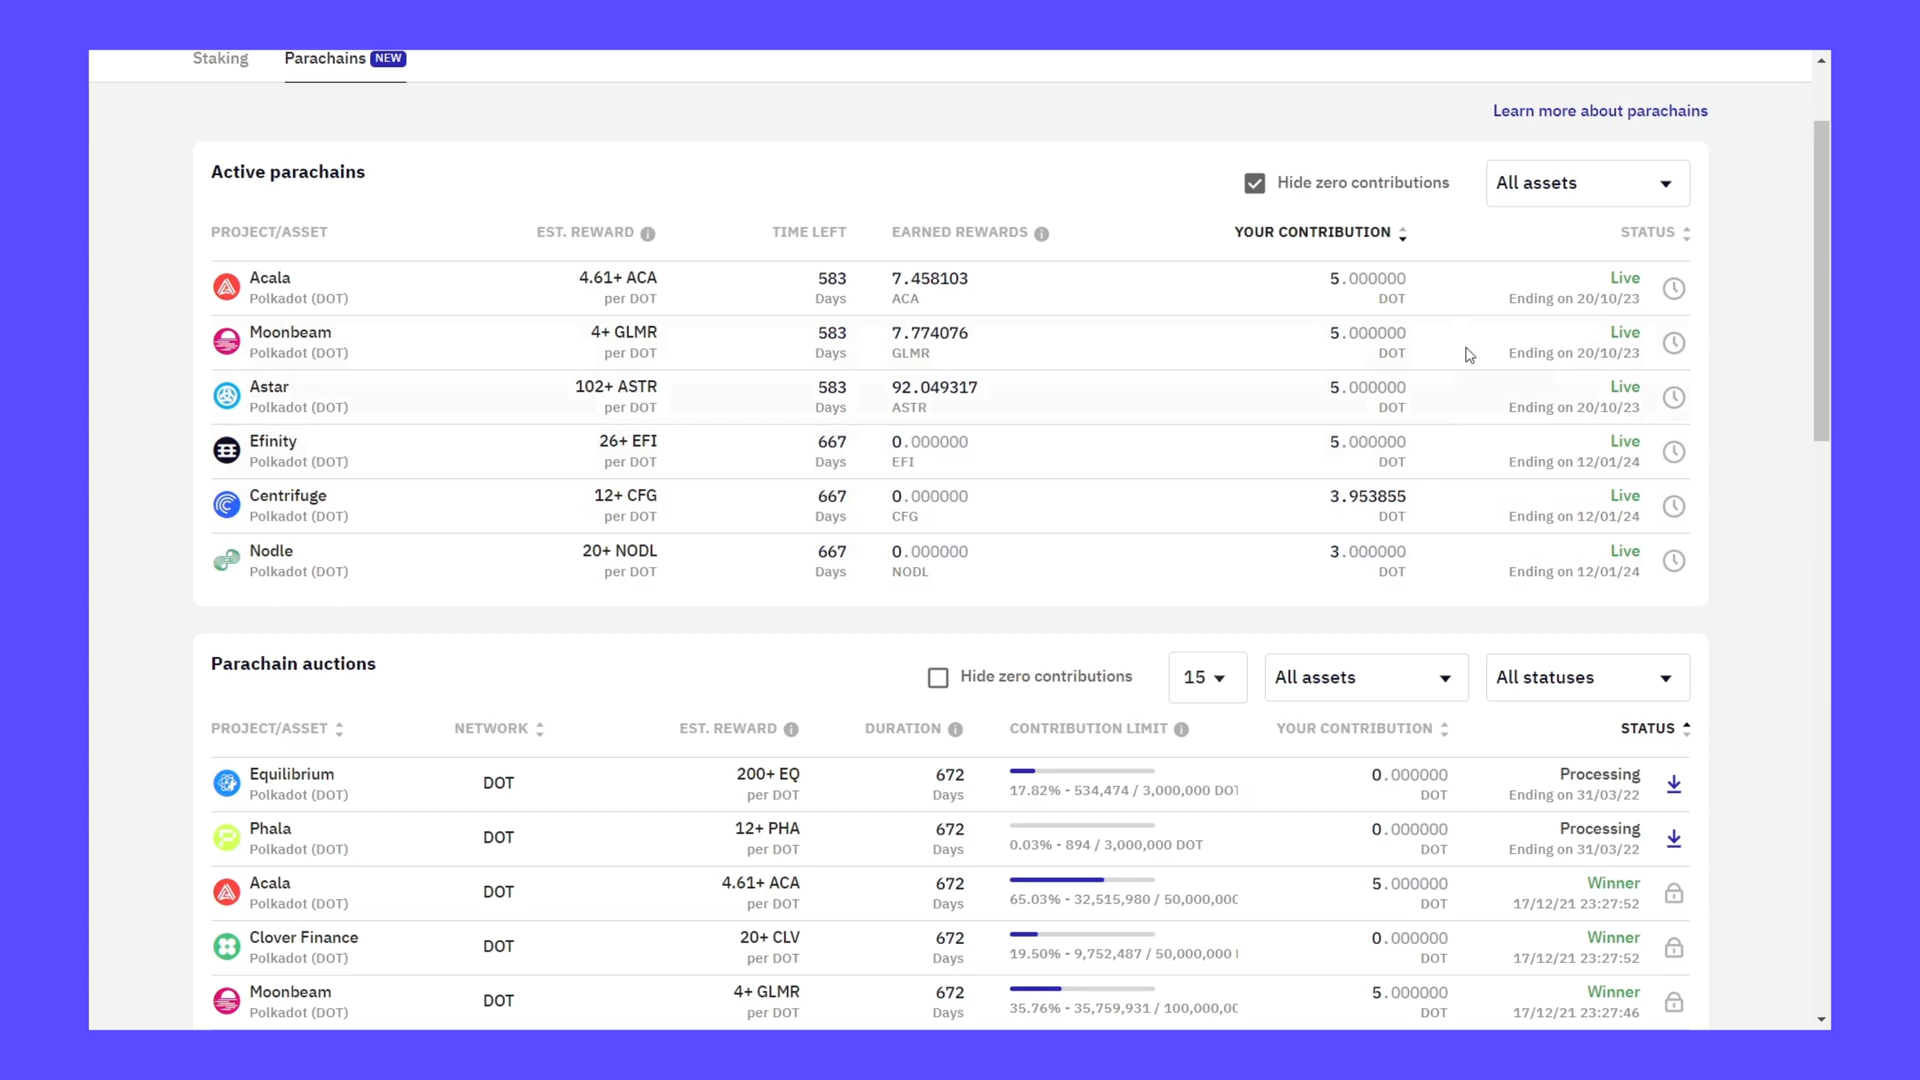 Staking
Parachains NEW
Learn more about parachains
Active parachains
Hide zero contributions
All assets
PROJECT/ASSET EST. REWARD TIME LEFT EARNED REWARDS YOUR CONTRIBUTION STATUS
Acala 4.61+ ACA 583 7.458103 5.000000 Live
Polkadot (DOT) per DOT Days ACA DOT Ending on 20/10/23
Moonbeam 4+ GLMR 583 7.774076 5.000000 Live
Polkadot (DOT) per DOT Days GLMR DOT Ending on 20/10/23
Astar 102+ ASTR 583 92.049317 5.000000 Live
Polkadot (DOT) per DOT Days ASTR DOT Ending on 20/10/23
Efinity 26+ EFI 667 0.000000 5.000000 Live
Polkadot (DOT) per DOT Days EFI DOT Ending on 12/01/24
Centrifuge 12+ CFG 667 0.000000 3.953855 Live
Polkadot (DOT) per DOT Days CFG DOT Ending on 12/01/24
Nodle 20+ NODL 667 0.000000 3.000000 Live
Polkadot (DOT) per DOT Days NODL DOT Ending on 12/01/24
Parachain auctions
Hide zero contributions
15
All assets
All statuses
PROJECT/ASSET NETWORK EST. REWARD DURATION CONTRIBUTION LIMIT YOUR CONTRIBUTION STATUS
Equilibrium DOT 200+ EQ 672 0.000000 Processing
Polkadot (DOT) per DOT Days 17.82% - 534,474 / 3,000,000 DOT DOT Ending on 31/03/22
Phala DOT 12+ PHA 672 0.000000 Processing
Polkadot (DOT) per DOT Days 0.03% - 894 / 3,000,000 DOT DOT Ending on 31/03/22
Acala DOT 4.61+ ACA 672 5.000000 Winner
Polkadot (DOT) per DOT Days 65.03% - 32,515,980 / 50,000,000 DOT 17/12/21 23:27:52
Clover Finance DOT 20+ CLV 672 0.000000 Winner
Polkadot (DOT) per DOT Days 19.50% - 9,752,487 / 50,000,000 DOT 17/12/21 23:27:52
Moonbeam DOT 4+ GLMR 672 5.000000 Winner
Polkadot (DOT) per DOT Days 35.76% - 35,759,931 / 100,000,00 DOT 17/12/21 23:27:46